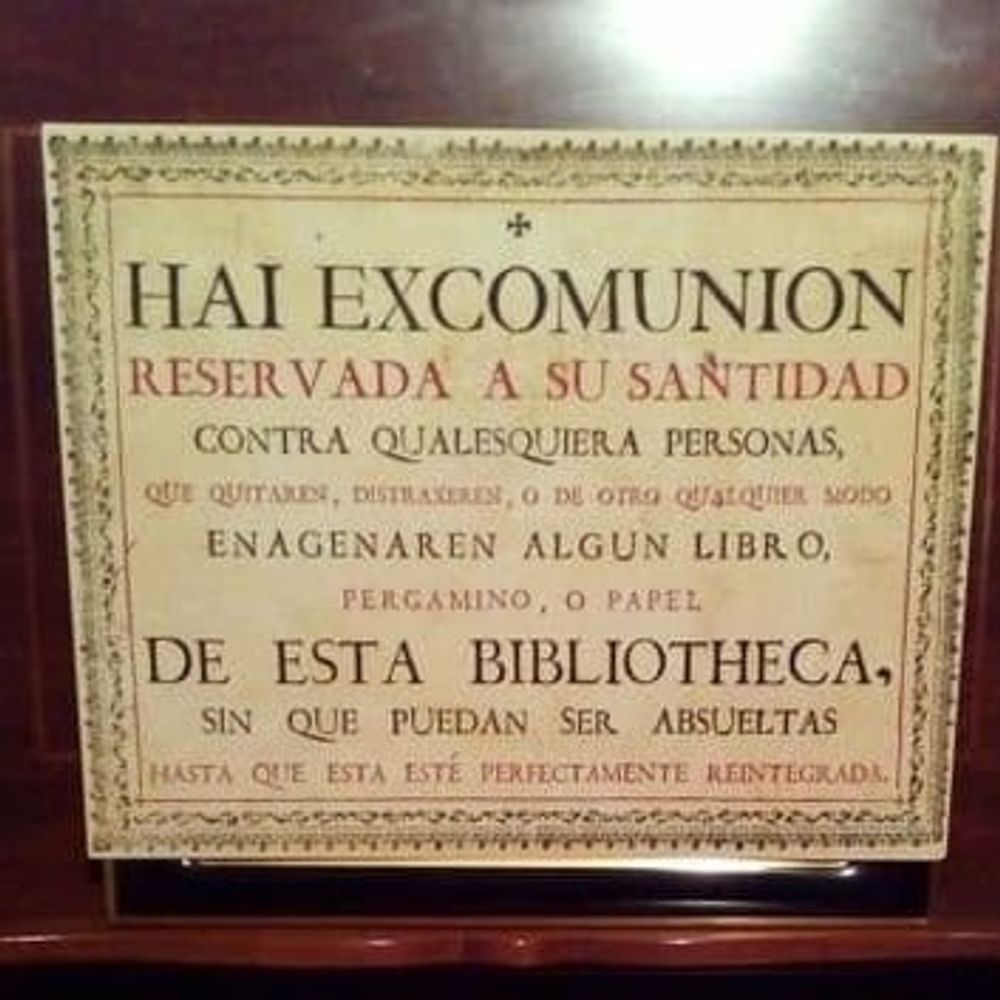 HAI EXCOMUNION
RESERVADA A SU SANTIDAD
CONTRA QUALESQUIERA PERSONAS,
QUE QUITAREN, DISTRAXEREN, O DE OTRO QUALQUIER MODO
ENAGENAREN ALGUN LIBRO,
PERGAMINO, O PAPEL
DE ESTA BIBLIOTHECA,
SIN QUE PUEDAN SER ABSUELTAS
HASTA QUE ESTA ESTÉ PERFECTAMENTE REINTEGRADA.